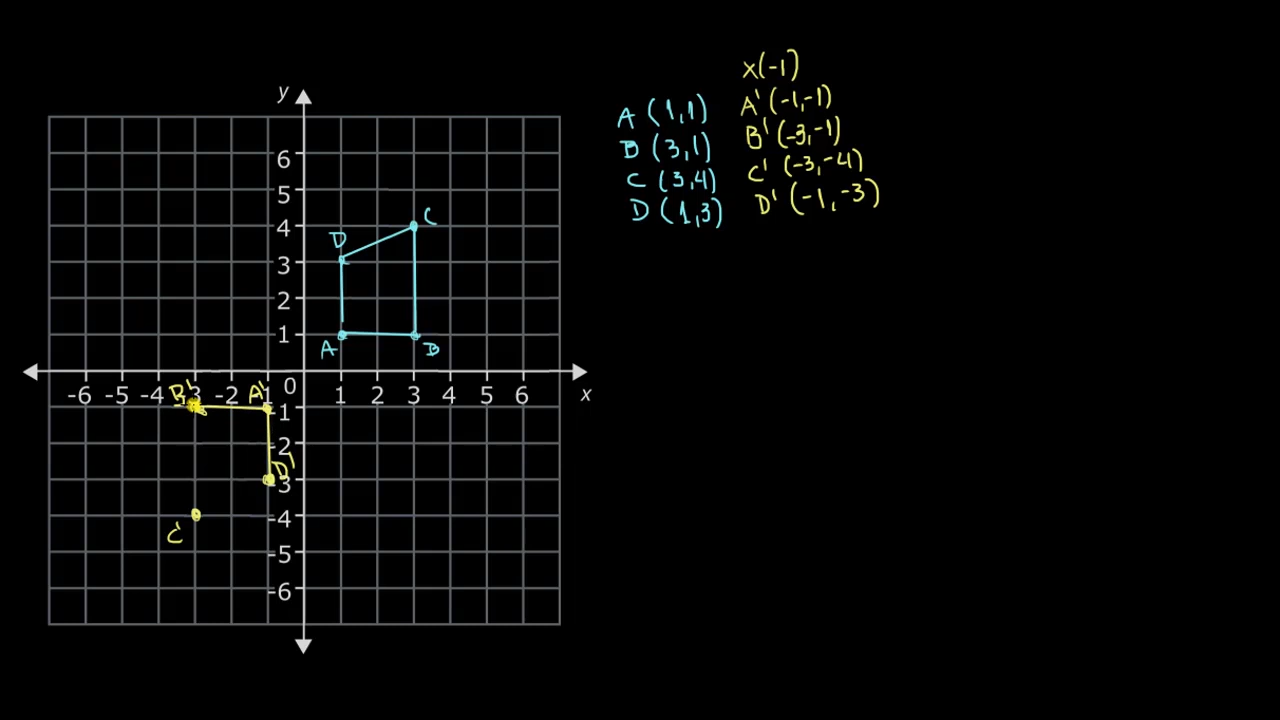 x(-1)
A (1,1) A' (-1,-1)
B (3,1) B' (-3,-1)
C (3,4) C' (-3,-4)
D (1,3) D' (-1,-3)
y
6
5
4 C
D
3
2
1
A B
-6 -5 -4 -3 -2 -1 0 1 2 3 4 5 6 x
B' A'
-1
-2
D'
-3
-4
C'
-5
-6